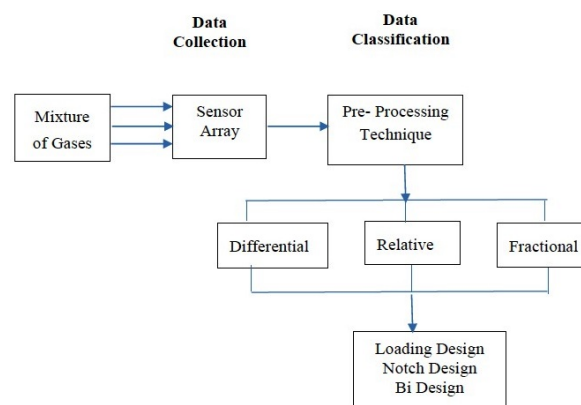 Data
Collection
Data
Classification
Mixture
of Gases
Sensor
Array
Pre- Processing
Technique
Differential
Relative
Fractional
Loading Design
Notch Design
Bi Design